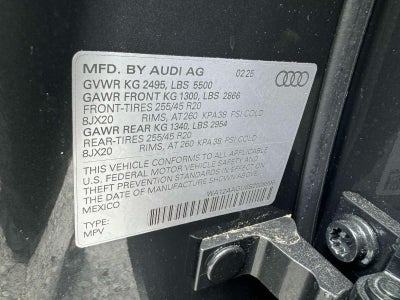 MFD. BY AUDI AG 02 25
GVWR KG 2495, LBS 5500
GAWR FRONT KG 1300, LBS 2866
FRONT-TIRES 255/45 R20
8JX20 RIMS, AT 260 KPA 38 PSI COLD
GAWR REAR KG 1340, LBS 2954
REAR-TIRES 255/45 R20
8JX20 RIMS, AT 260 KPA 38 PSI COLD
THIS VEHICLE CONFORMS TO ALL APPLICABLE
U.S. FEDERAL MOTOR VEHICLE SAFETY AND
THEFT PREVENTION STANDARDS IN EFFECT ON
THE DATE OF MANUFACTURE SHOWN ABOVE.
MEXICO
TYPE:
MPV